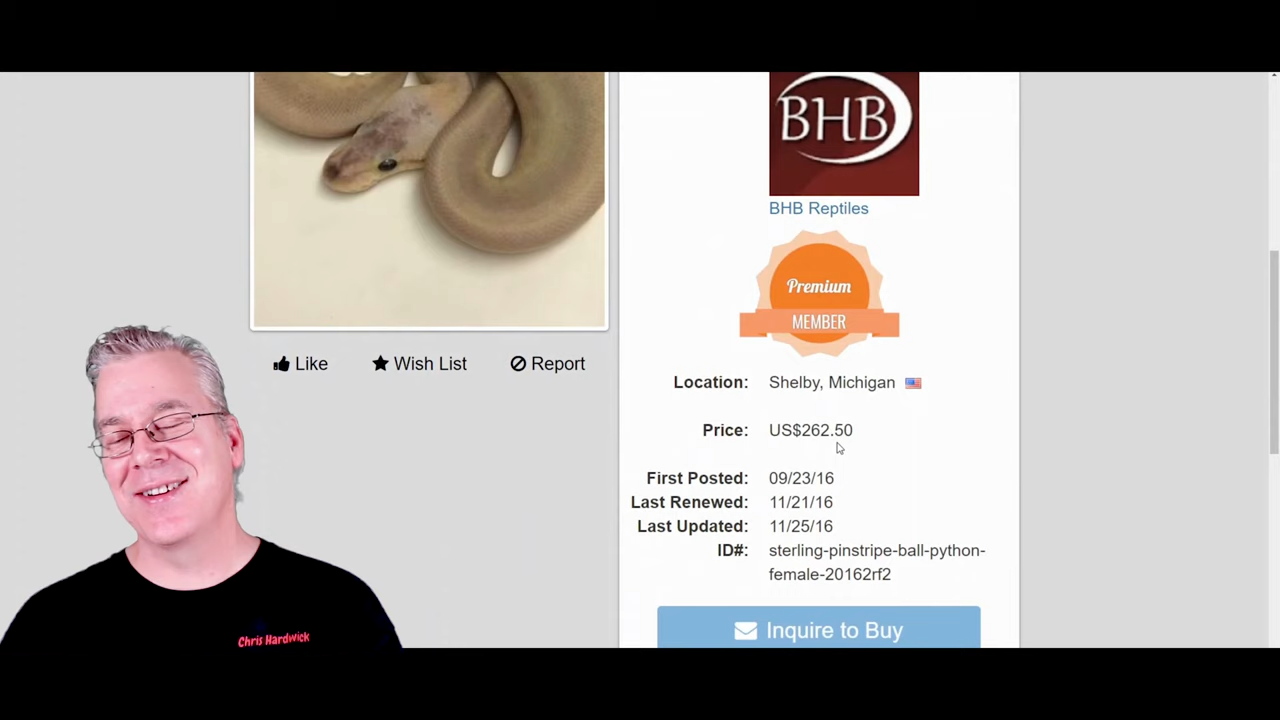 BHB
BHB Reptiles
Premium
MEMBER
Like Wish List Report
Location: Shelby, Michigan
Price: US$262.50
First Posted: 09/23/16
Last Renewed: 11/21/16
Last Updated: 11/25/16
ID#: sterling-pinstripe-ball-python-
female-20162rf2
Inquire to Buy
Chris Hardwick